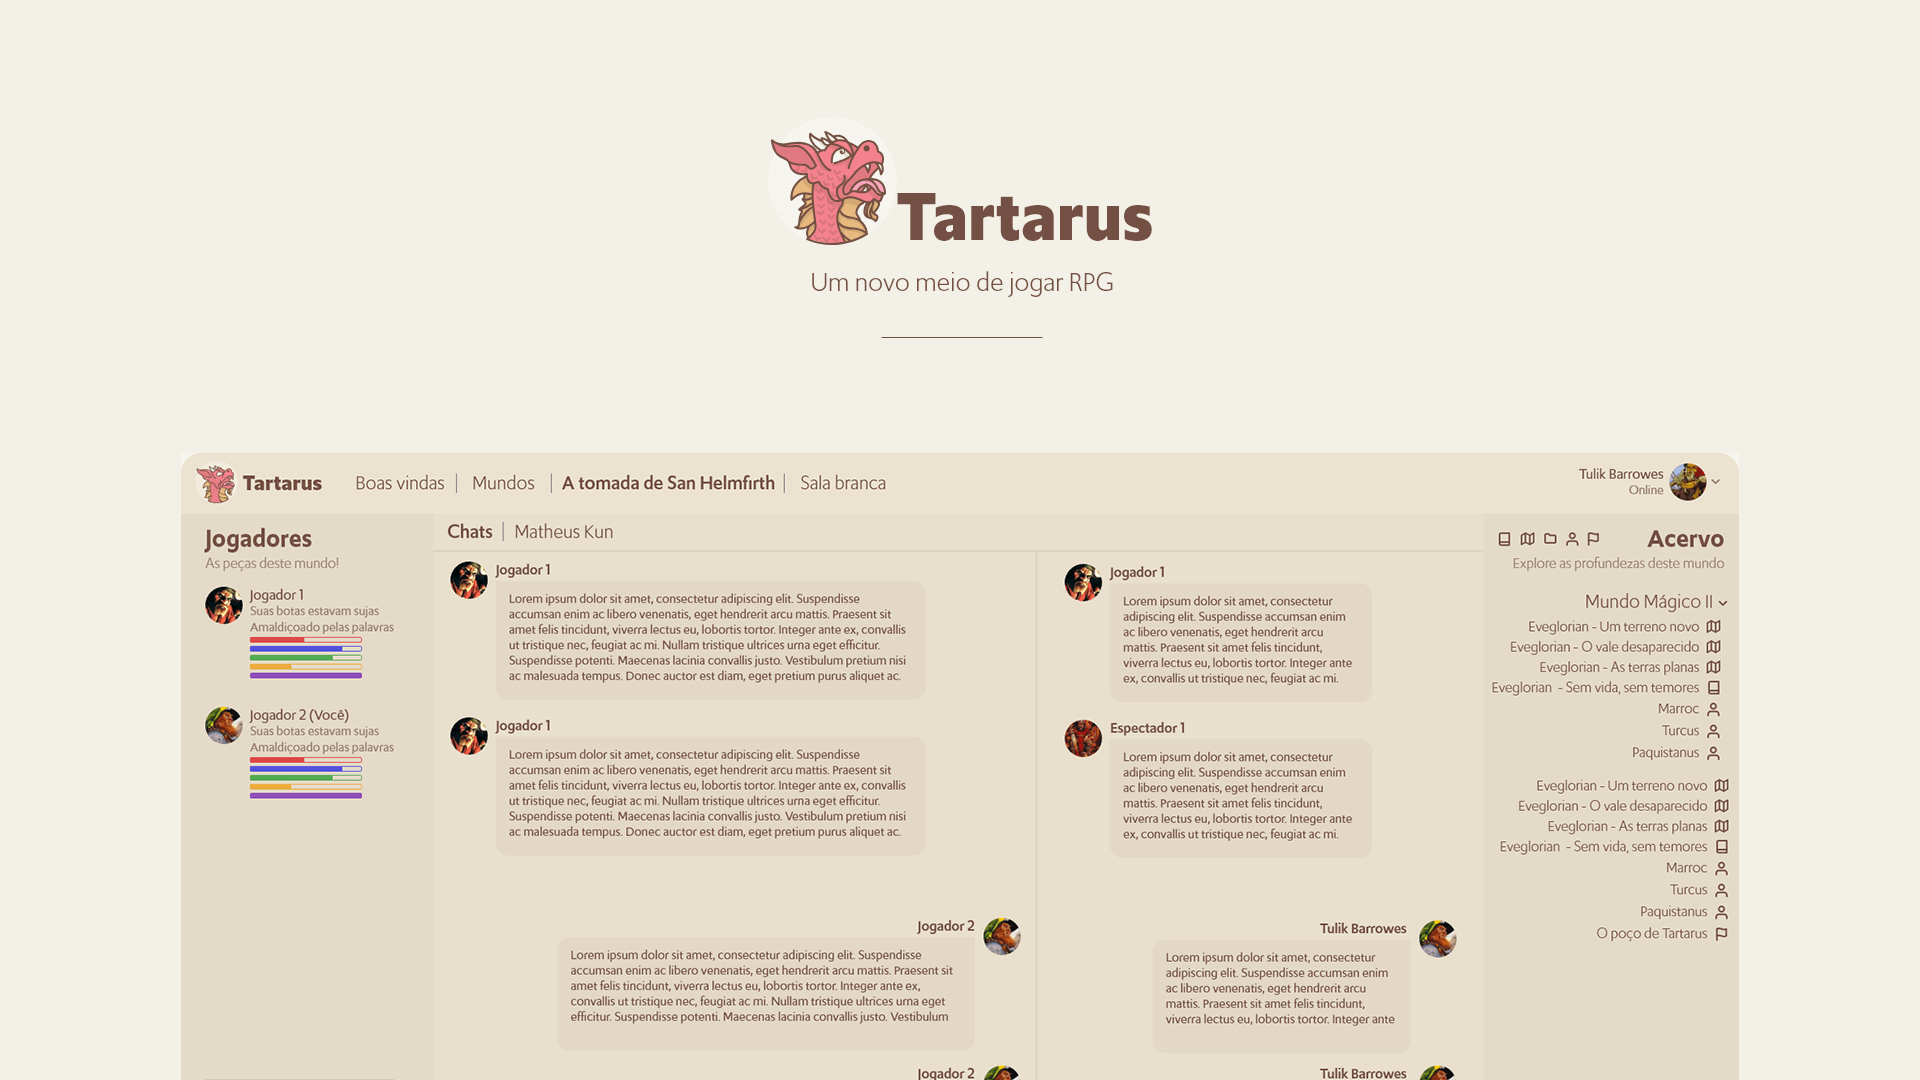 Tartarus
Um novo meio de jogar RPG
Tartarus
Boas vindas
Mundos
A tomada de San Helmfirth
Sala branca
Tulik Barrowes
Online
Jogadores
As peças deste mundo!
Jogador 1
Suas botas estavam sujas
Amaldiçoado pelas palavras
Jogador 2 (Você)
Suas botas estavam sujas
Amaldiçoado pelas palavras
Chats
Matheus Kun
Jogador 1
Lorem ipsum dolor sit amet, consectetur adipiscing elit. Suspendisse
accumsan enim ac libero venenatis, eget hendrerit arcu mattis. Praesent sit
amet felis tincidunt, viverra lectus eu, lobortis tortor. Integer ante ex, convallis
ut tristique nec, feugiat ac mi. Nullam tristique ultrices urna eget efficitur.
Suspendisse potenti. Maecenas lacinia convallis justo. Vestibulum pretium nisi
ac malesuada tempus. Donec auctor est diam, eget pretium purus aliquet ac.
Jogador 1
Lorem ipsum dolor sit amet, consectetur adipiscing elit. Suspendisse
accumsan enim ac libero venenatis, eget hendrerit arcu mattis. Praesent sit
amet felis tincidunt, viverra lectus eu, lobortis tortor. Integer ante ex, convallis
ut tristique nec, feugiat ac mi. Nullam tristique ultrices urna eget efficitur.
Suspendisse potenti. Maecenas lacinia convallis justo. Vestibulum pretium nisi
ac malesuada tempus. Donec auctor est diam, eget pretium purus aliquet ac.
Jogador 2
Lorem ipsum dolor sit amet, consectetur adipiscing elit. Suspendisse
accumsan enim ac libero venenatis, eget hendrerit arcu mattis. Praesent sit
amet felis tincidunt, viverra lectus eu, lobortis tortor. Integer ante ex,
convallis ut tristique nec, feugiat ac mi. Nullam tristique ultrices urna eget
efficitur. Suspendisse potenti. Maecenas lacinia convallis justo. Vestibulum
Jogador 2
Jogador 1
Lorem ipsum dolor sit amet, consectetur
adipiscing elit. Suspendisse accumsan enim
ac libero venenatis, eget hendrerit arcu
mattis. Praesent sit amet felis tincidunt,
viverra lectus eu, lobortis tortor. Integer ante
ex, convallis ut tristique nec, feugiat ac mi.
Espectador 1
Lorem ipsum dolor sit amet, consectetur
adipiscing elit. Suspendisse accumsan enim
ac libero venenatis, eget hendrerit arcu
mattis. Praesent sit amet felis tincidunt,
viverra lectus eu, lobortis tortor. Integer ante
ex, convallis ut tristique nec, feugiat ac mi.
Tulik Barrowes
Lorem ipsum dolor sit amet, consectetur
adipiscing elit. Suspendisse accumsan enim
ac libero venenatis, eget hendrerit arcu
mattis. Praesent sit amet felis tincidunt,
viverra lectus eu, lobortis tortor. Integer ante
Tulik Barrowes
Acervo
Explore as profundezas deste mundo
Mundo Mágico II
Eveglorian - Um terreno novo
Eveglorian - O vale desaparecido
Eveglorian - As terras planas
Eveglorian - Sem vida, sem temores
Marroc
Turcus
Paquistanus
Eveglorian - Um terreno novo
Eveglorian - O vale desaparecido
Eveglorian - As terras planas
Eveglorian - Sem vida, sem temores
Marroc
Turcus
Paquistanus
O poço de Tartarus